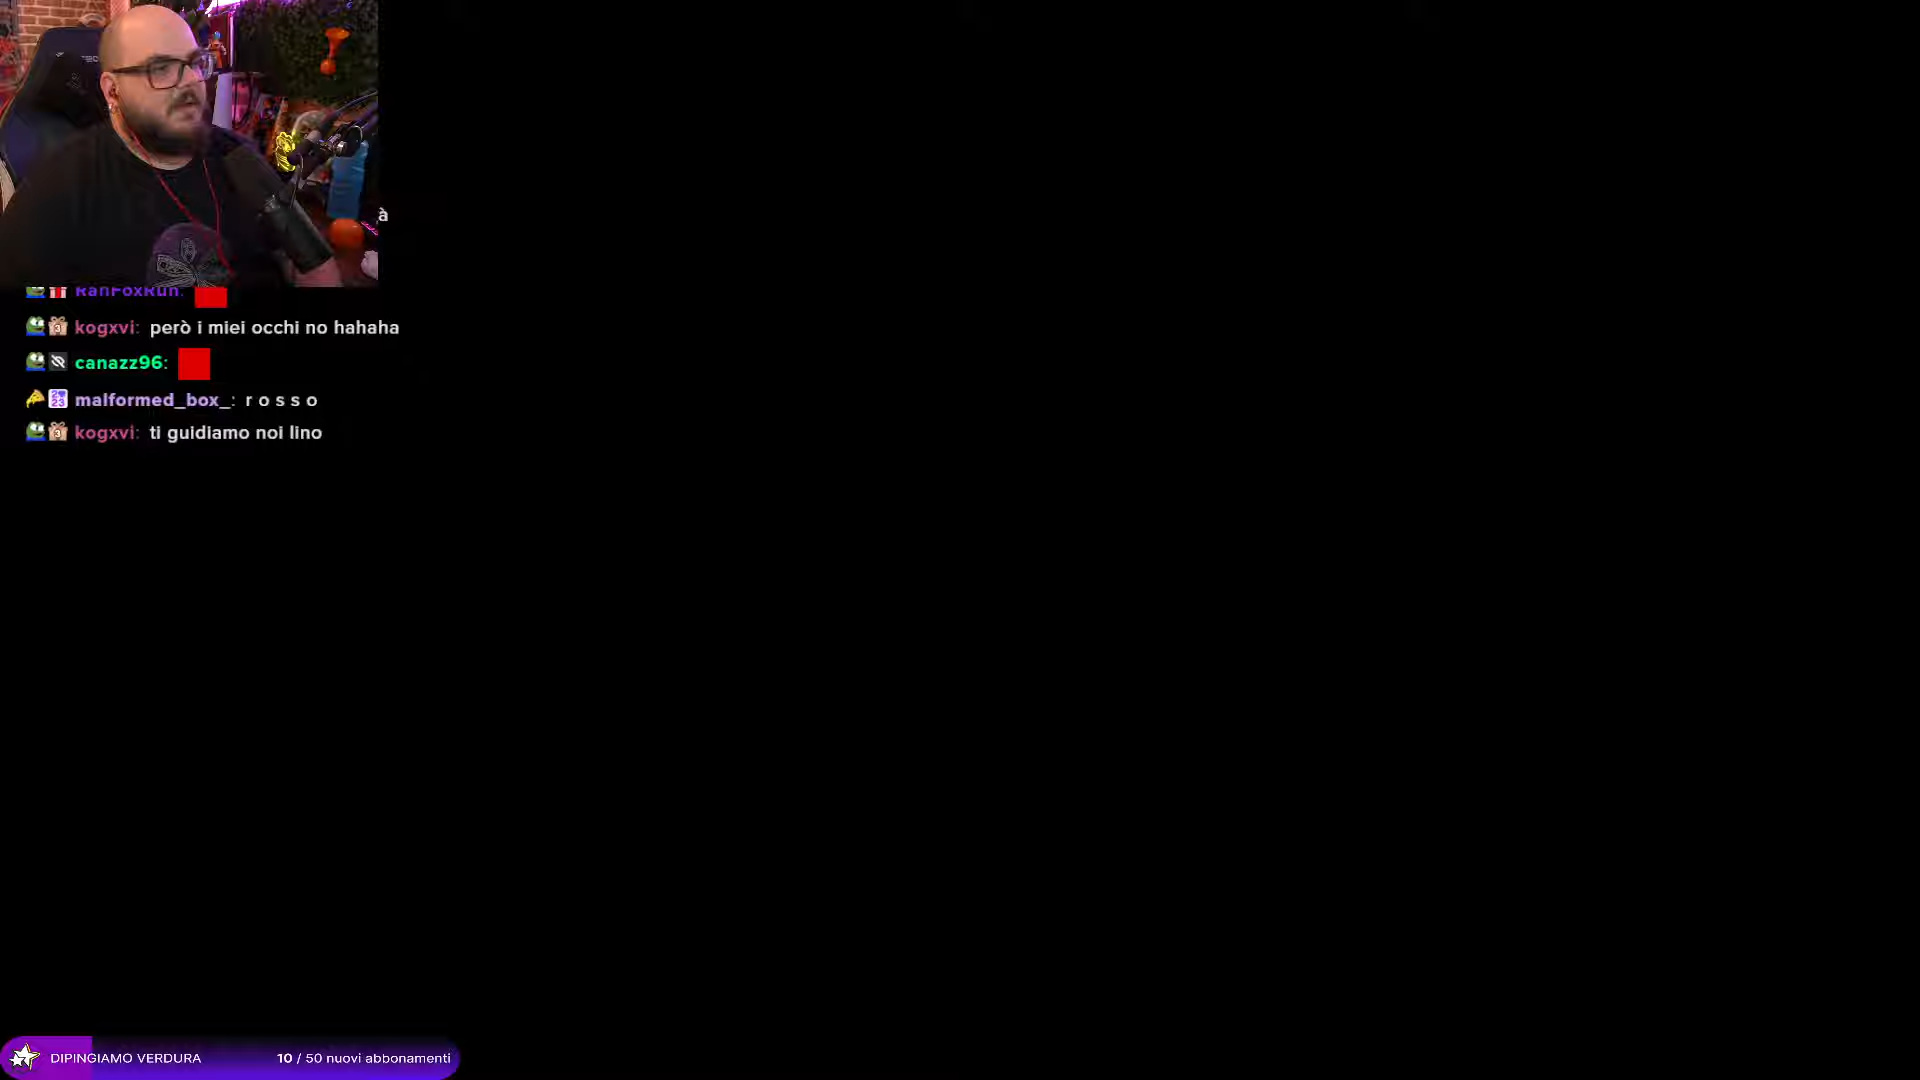 à
RanFoxRun:
kogxvi: però i miei occhi no hahaha
canazz96:
malformed_box_: r o s s o
kogxvi: ti guidiamo noi lino
DIPINGIAMO VERDURA 10 / 50 nuovi abbonamenti